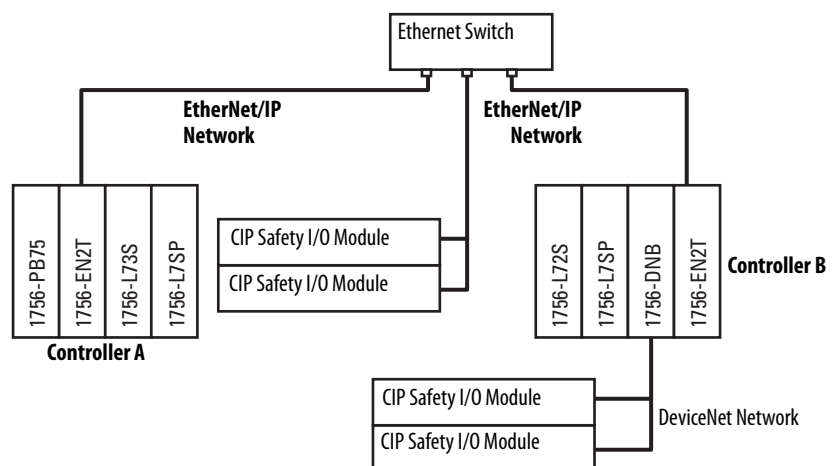 Ethernet Switch
EtherNet/IP
Network
EtherNet/IP
Network
1756-PB75
1756-EN2T
1756-L73S
1756-L7SP
Controller A
CIP Safety I/O Module
CIP Safety I/O Module
1756-L72S
1756-L7SP
1756-DNB
1756-EN2T
Controller B
CIP Safety I/O Module
CIP Safety I/O Module
DeviceNet Network